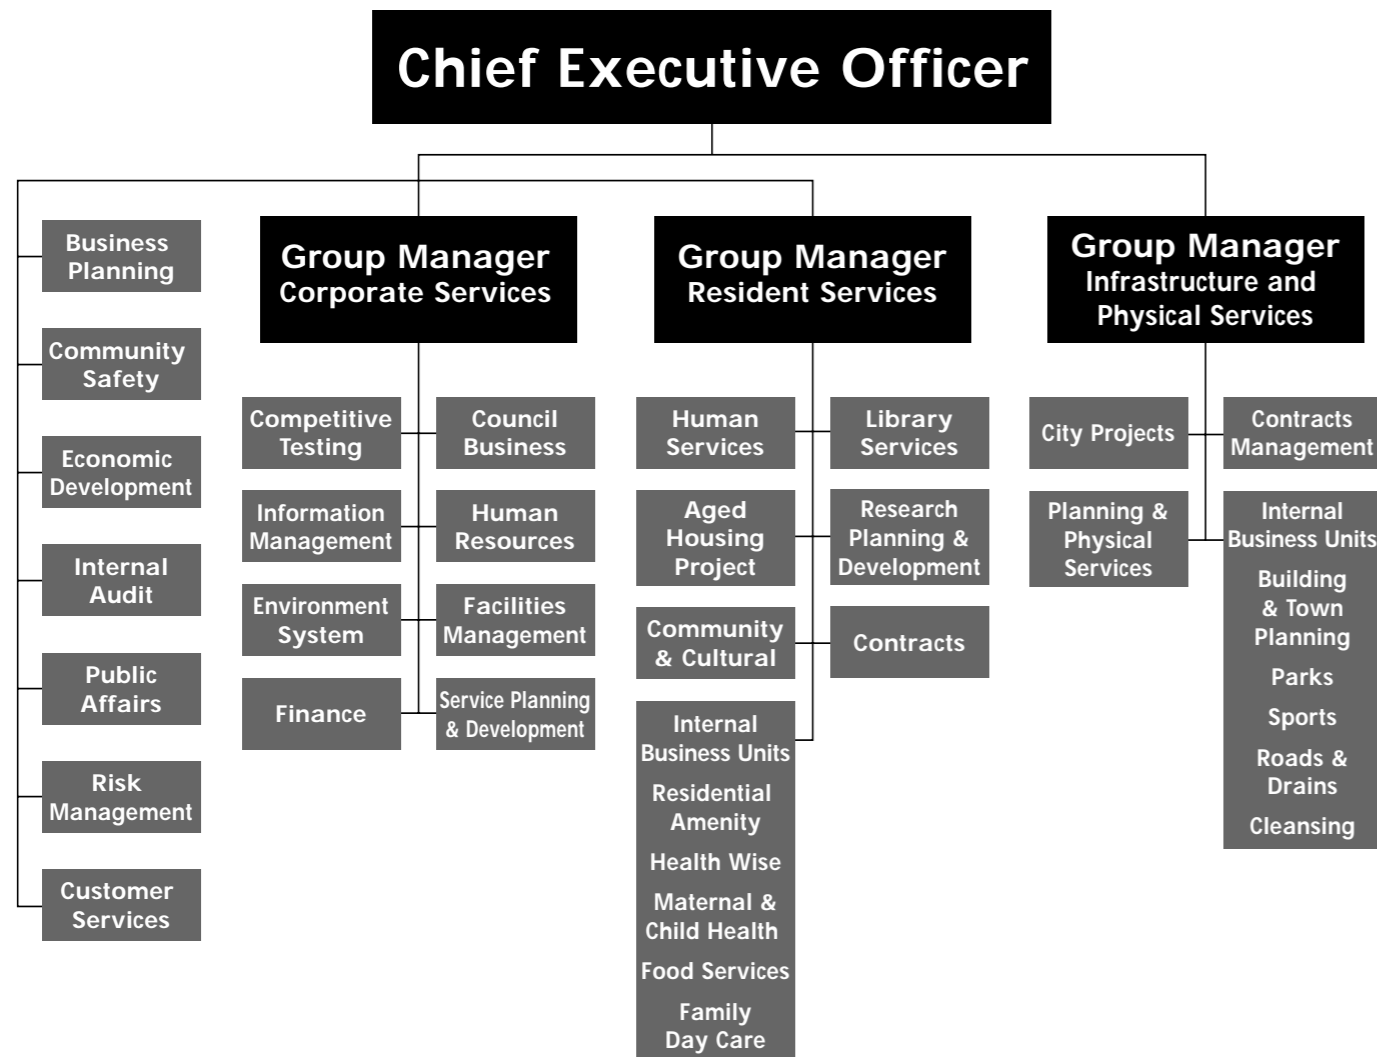 Chief Executive Officer
Business
Planning
Community
Safety
Economic
Development
Internal
Audit
Public
Affairs
Risk
Management
Customer
Services
Group Manager
Corporate Services
Competitive
Testing
Council
Business
Information
Management
Human
Resources
Environment
System
Facilities
Management
Finance
Service Planning
& Development
Group Manager
Resident Services
Human
Services
Library
Services
Aged
Housing
Project
Research
Planning &
Development
Community
& Cultural
Contracts
Internal
Business Units
Residential
Amenity
Health Wise
Maternal &
Child Health
Food Services
Family
Day Care
Group Manager
Infrastructure and
Physical Services
City Projects
Contracts
Management
Planning &
Physical
Services
Internal
Business Units
Building
& Town
Planning
Parks
Sports
Roads &
Drains
Cleansing